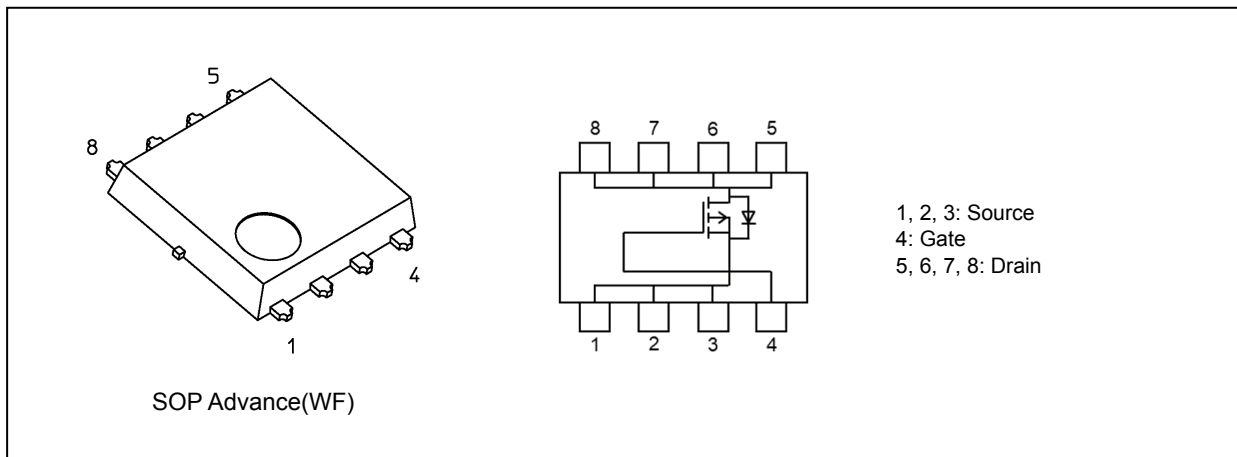 5
8
4
1
SOP Advance(WF)
8 7 6 5
1 2 3 4
1, 2, 3: Source
4: Gate
5, 6, 7, 8: Drain